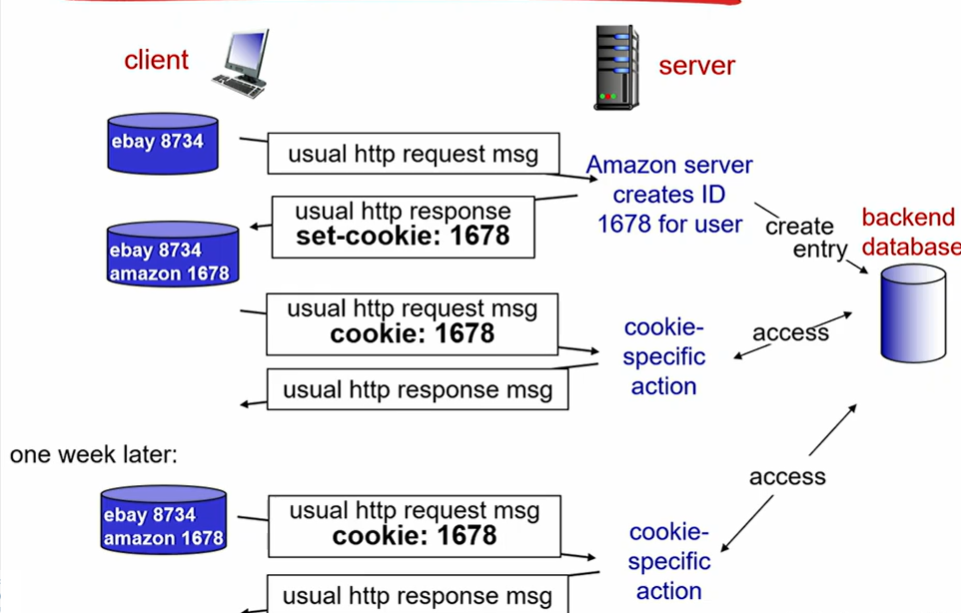 client
server
ebay 8734
usual http request msg
Amazon server
creates ID
1678 for user
usual http response
set-cookie: 1678
create
entry
backend
database
ebay 8734
amazon 1678
usual http request msg
cookie: 1678
cookie-
specific
action
access
usual http response msg
one week later:
access
ebay 8734
amazon 1678
usual http request msg
cookie: 1678
cookie-
specific
action
usual http response msg